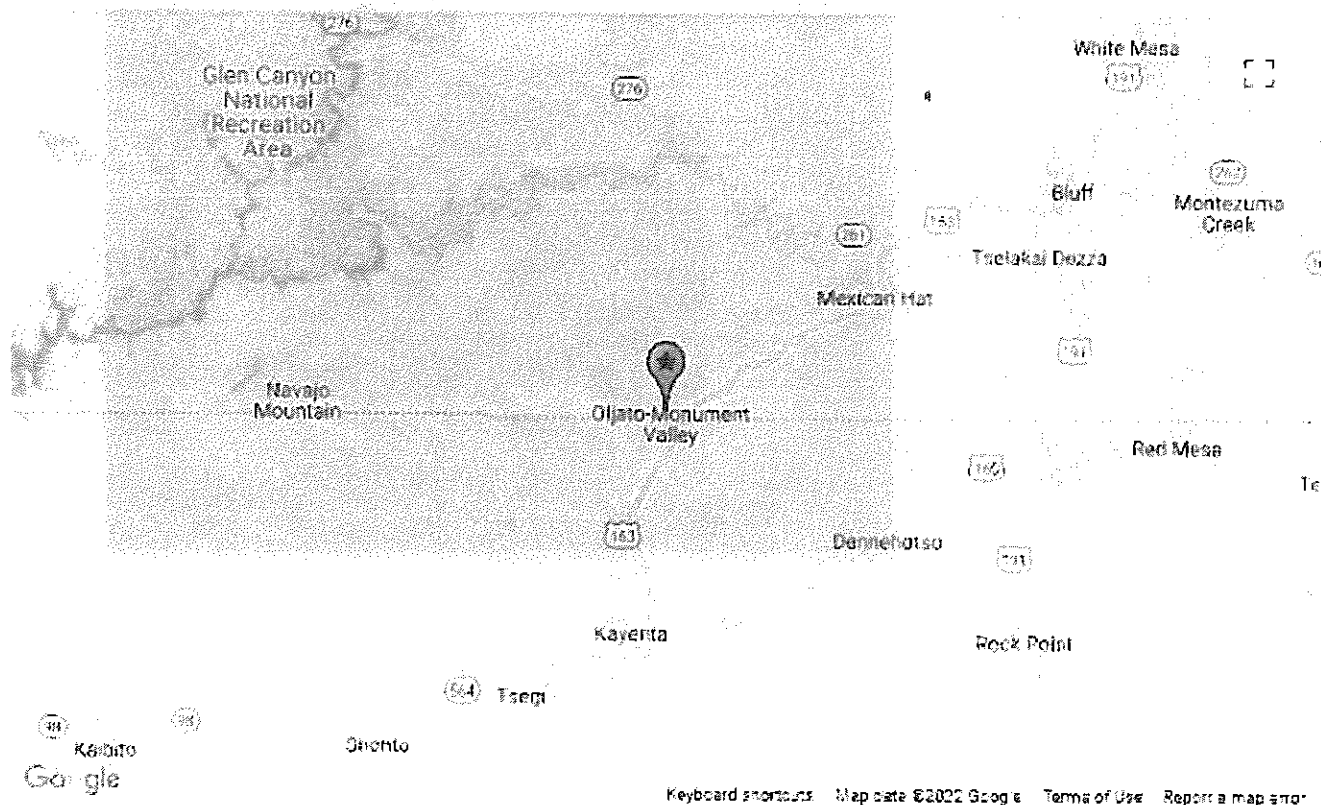 276
White Mesa
191
Glen Canyon
National
Recreation
Area
276
262
Bluff
Montezuma
Creek
261
163
Tselakai Dezza
Mexican Hat
191
Navajo
Mountain
Oljato-Monument
Valley
Red Mesa
160
Te
163
Dennehotso
191
Kayenta
Rock Point
564
Tsegi
98
98
Kaibito
Shonto
Google
Keyboard shortcuts Map data ©2022 Google Terms of Use Report a map error